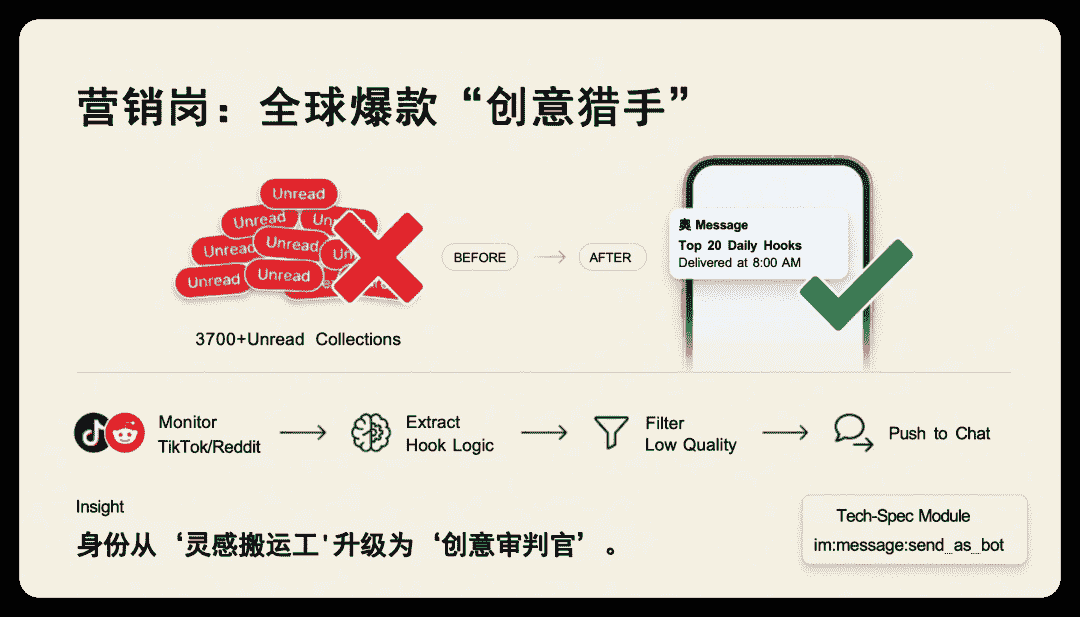 营销岗：全球爆款“创意猎手”
Unread
Unread
Unread
Unread
Unread
Unread
3700+Unread Collections
BEFORE
AFTER
奥 Message
Top 20 Daily Hooks
Delivered at 8:00 AM
Monitor
TikTok/Reddit
Extract
Hook Logic
Filter
Low Quality
Push to Chat
Insight
身份从‘灵感搬运工'升级为‘创意审判官’。
Tech-Spec Module
im:message:send_as_bot